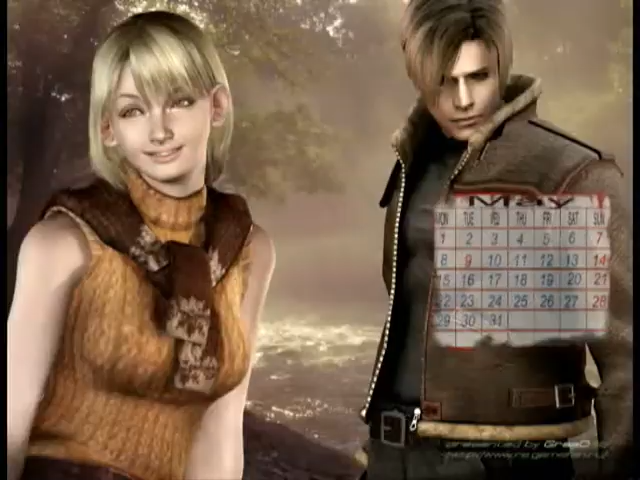 May
MON TUE WED THU FRI SAT SUN
1 2 3 4 5 6 7
8 9 10 11 12 13 14
15 16 17 18 19 20 21
22 23 24 25 26 27 28
29 30 31
presented by